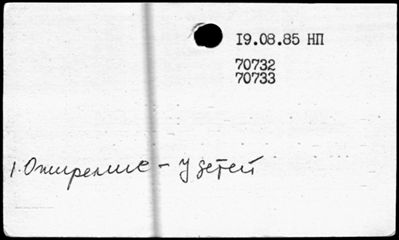 19.08.85 НП
70732
70733
1. Ожирение - у детей